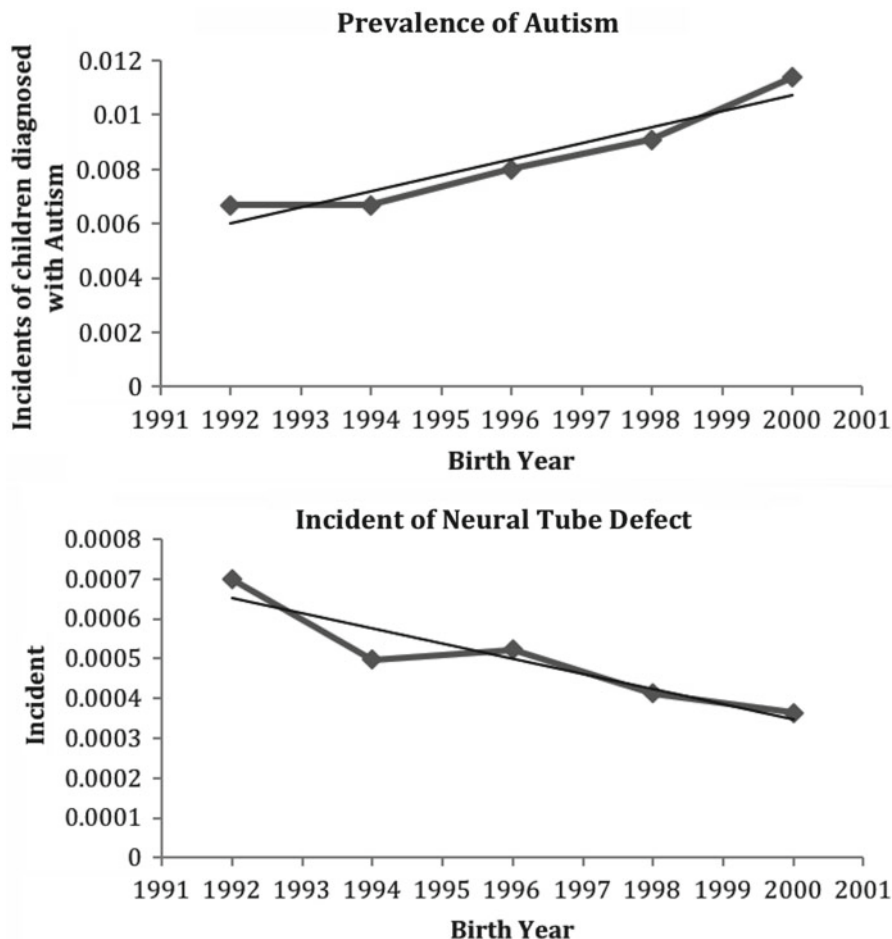 Prevalence of Autism
Incidents of children diagnosed
with Autism
0.012
0.01
0.008
0.006
0.004
0.002
0
1991 1992 1993 1994 1995 1996 1997 1998 1999 2000 2001
Birth Year
Incident of Neural Tube Defect
Incident
0.0008
0.0007
0.0006
0.0005
0.0004
0.0003
0.0002
0.0001
0
1991 1992 1993 1994 1995 1996 1997 1998 1999 2000 2001
Birth Year